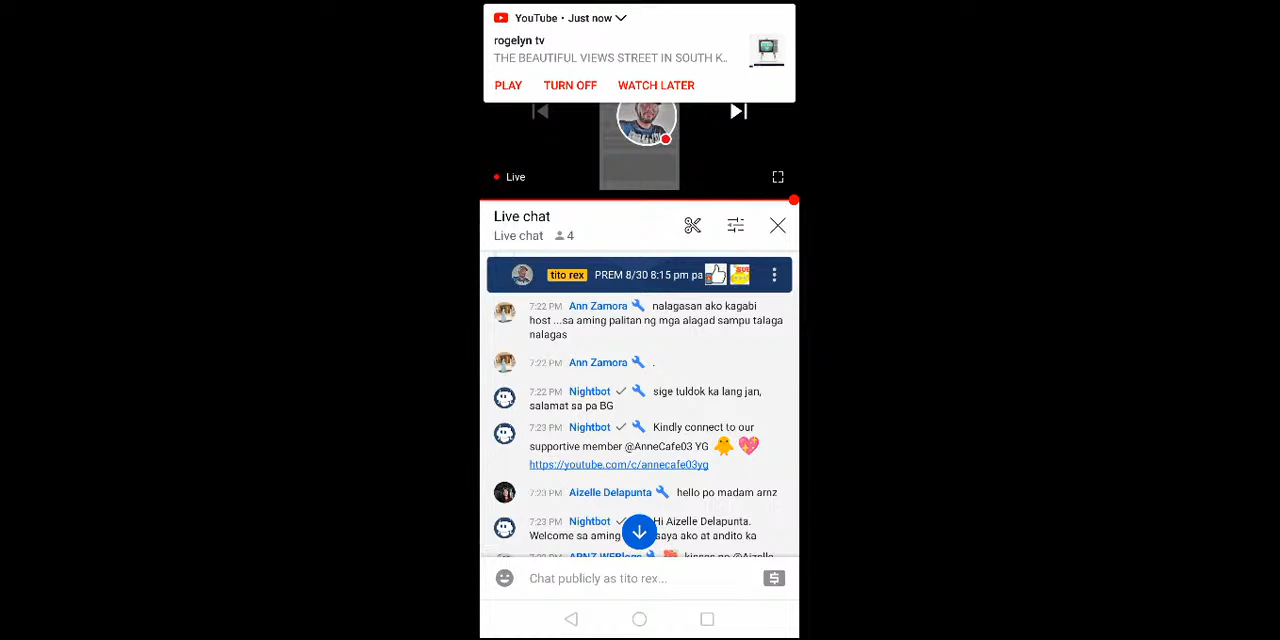 YouTube • Just now
rogelyn tv
THE BEAUTIFUL VIEWS STREET IN SOUTH K..
PLAY TURN OFF WATCH LATER
Live
Live chat
Live chat 4
tito rex PREM 8/30 8:15 pm pa
7:22 PM Ann Zamora nalagasan ako kagabi
host ...sa aming palitan ng mga alagad sampu talaga
nalagas
7:22 PM Ann Zamora .
7:22 PM Nightbot sige tuldok ka lang jan,
salamat sa pa BG
7:23 PM Nightbot Kindly connect to our
supportive member @AnneCafe03 YG
https://youtube.com/c/annecafe03yg
7:23 PM Aizelle Delapunta hello po madam arnz
7:23 PM Nightbot Hi Aizelle Delapunta.
Welcome sa aming saya ako at andito ka
Chat publicly as tito rex...